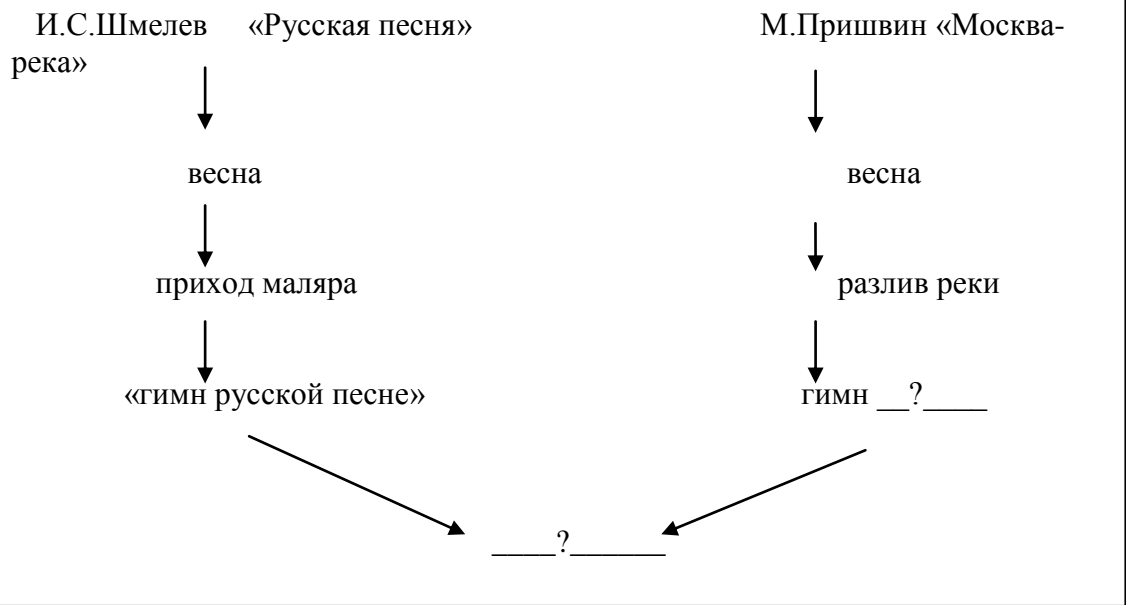 И.С.Шмелев «Русская песня» М.Пришвин «Москва-
река»
весна весна
приход маляра разлив реки
«гимн русской песне» гимн __?____
____?_______